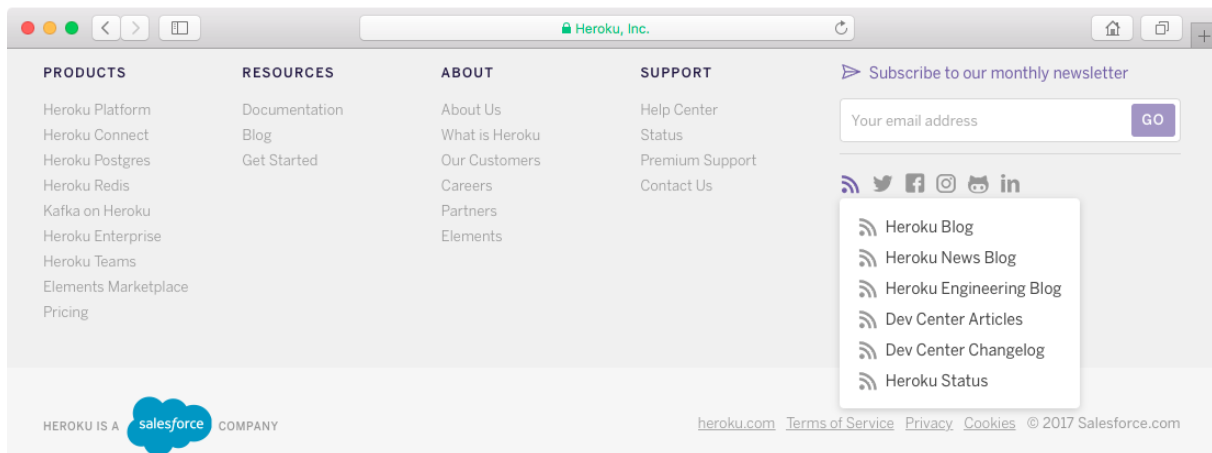 Heroku, Inc.
PRODUCTS
Heroku Platform
Heroku Connect
Heroku Postgres
Heroku Redis
Kafka on Heroku
Heroku Enterprise
Heroku Teams
Elements Marketplace
Pricing
RESOURCES
Documentation
Blog
Get Started
ABOUT
About Us
What is Heroku
Our Customers
Careers
Partners
Elements
SUPPORT
Help Center
Status
Premium Support
Contact Us
Subscribe to our monthly newsletter
Your email address GO
Heroku Blog
Heroku News Blog
Heroku Engineering Blog
Dev Center Articles
Dev Center Changelog
Heroku Status
HEROKU IS A salesforce COMPANY
heroku.com Terms of Service Privacy Cookies © 2017 Salesforce.com